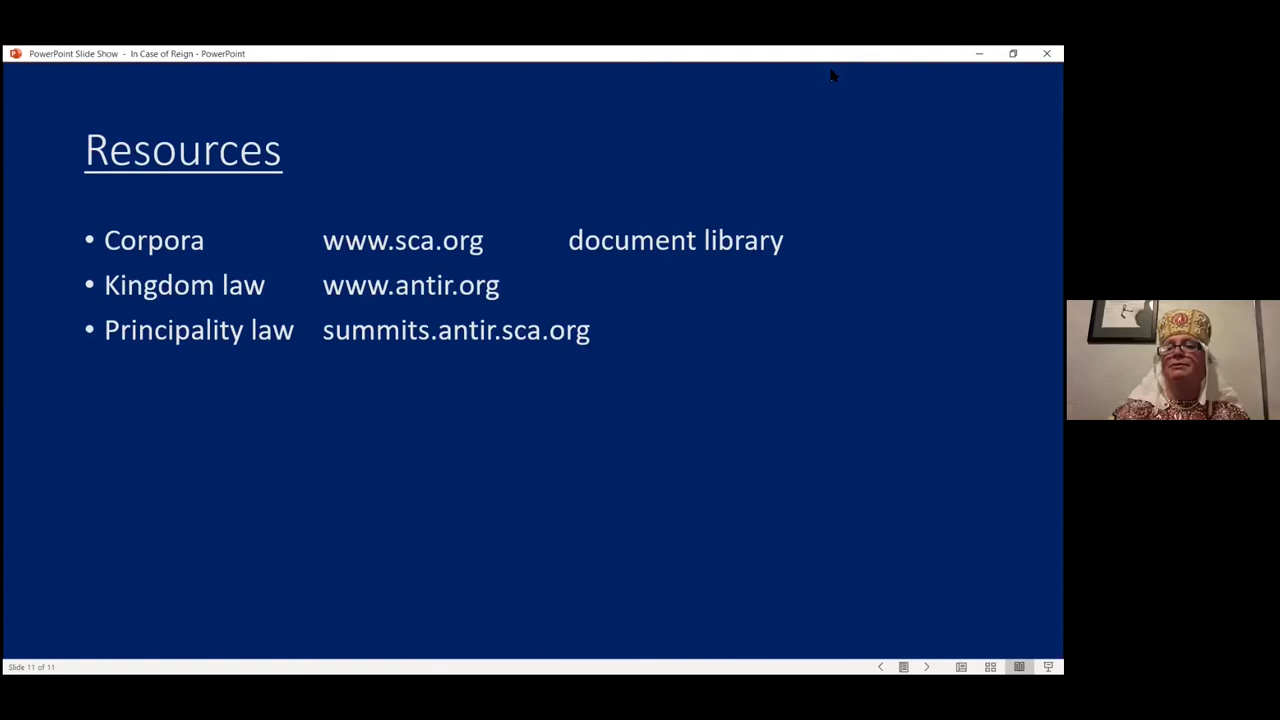 PowerPoint Slide Show - In Case of Reign - PowerPoint
Resources
• Corpora www.sca.org document library
• Kingdom law www.antir.org
• Principality law summits.antir.sca.org
Slide 11 of 11